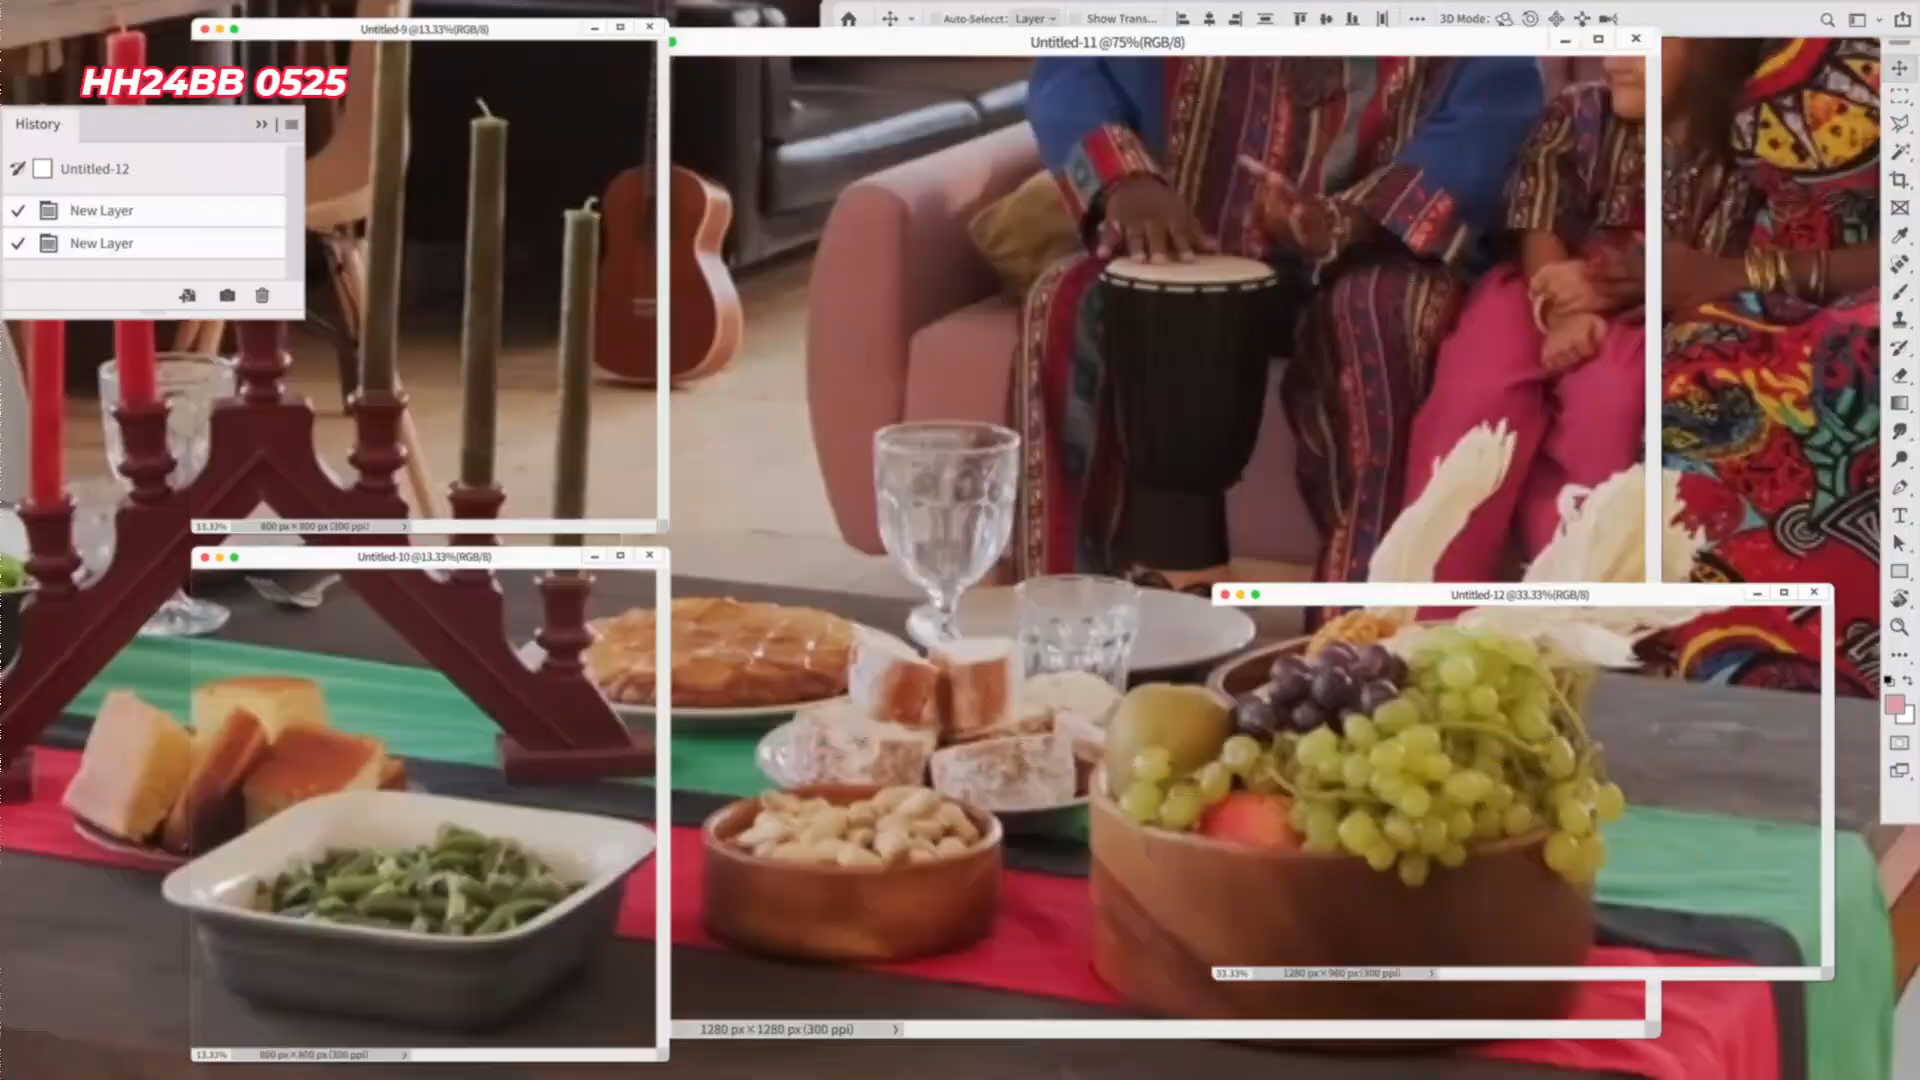 Auto-Selecct: Layer
Show Trans...
3D Mode:
Untitled-9 @13.33%(RGB/8)
Untitled-11 @75%(RGB/8)
HH24BB 0525
History
Untitled-12
New Layer
New Layer
13.33% 800 px×800 px (300 ppi)
Untitled-10 @13.33%(RGB/8)
Untitled-12 @33.33%(RGB/8)
33.33% 1280 px×960 px(300 ppi)
1280 px×1280 px (300 ppi)
13.33% 800 px×800 px (300 ppi)